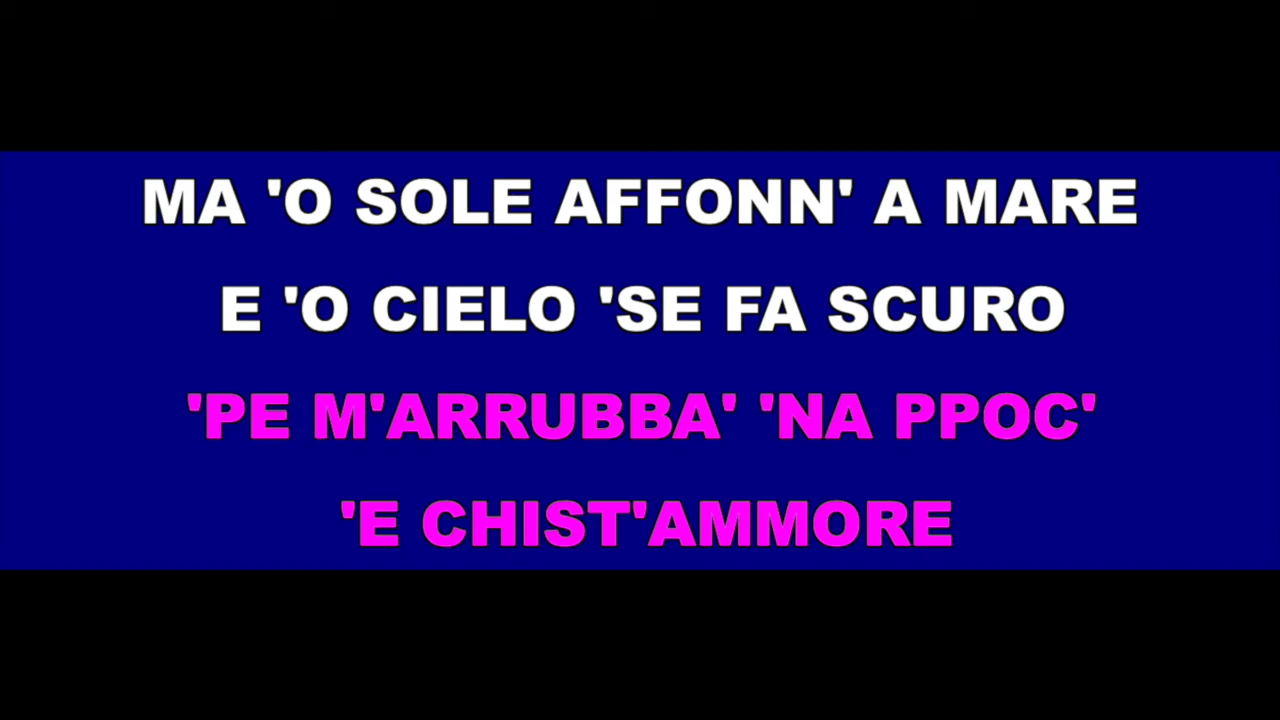 MA 'O SOLE AFFONN' A MARE
E 'O CIELO 'SE FA SCURO
'PE M'ARRUBBA' 'NA PPOC'
'E CHIST'AMMORE